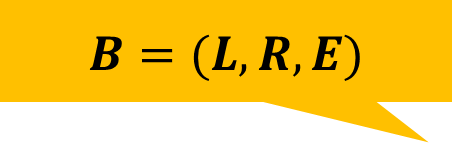 B = (L, R, E)